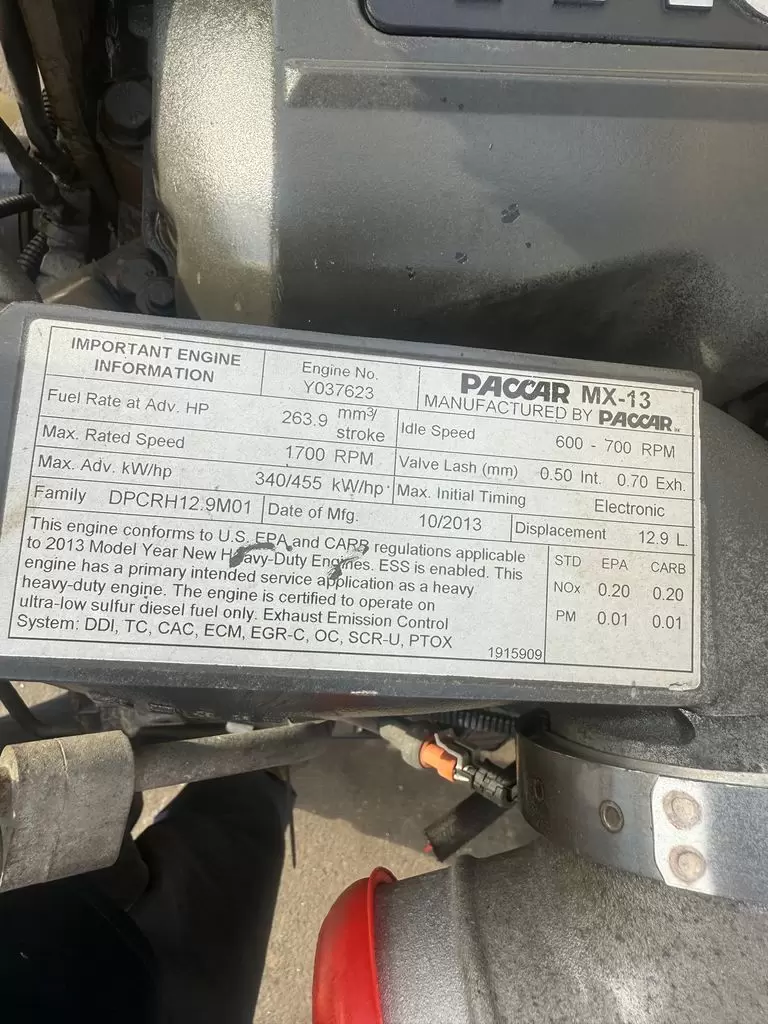 IMPORTANT ENGINE
INFORMATION
Engine No.
Y037623
PACCAR MX-13
MANUFACTURED BY PACCAR
Fuel Rate at Adv. HP 263.9 mm³/
stroke
Idle Speed 600 - 700 RPM
Max. Rated Speed 1700 RPM
Valve Lash (mm) 0.50 Int. 0.70 Exh.
Max. Adv. kW/hp 340/455 kW/hp
Max. Initial Timing Electronic
Family DPCRH12.9M01
Date of Mfg. 10/2013
Displacement 12.9 L
This engine conforms to U.S. EPA and CARB regulations applicable
to 2013 Model Year New Heavy-Duty Engines. ESS is enabled. This
engine has a primary intended service application as a heavy
heavy-duty engine. The engine is certified to operate on
ultra-low sulfur diesel fuel only. Exhaust Emission Control
System: DDI, TC, CAC, ECM, EGR-C, OC, SCR-U, PTOX
1915909
STD EPA CARB
NOx 0.20 0.20
PM 0.01 0.01